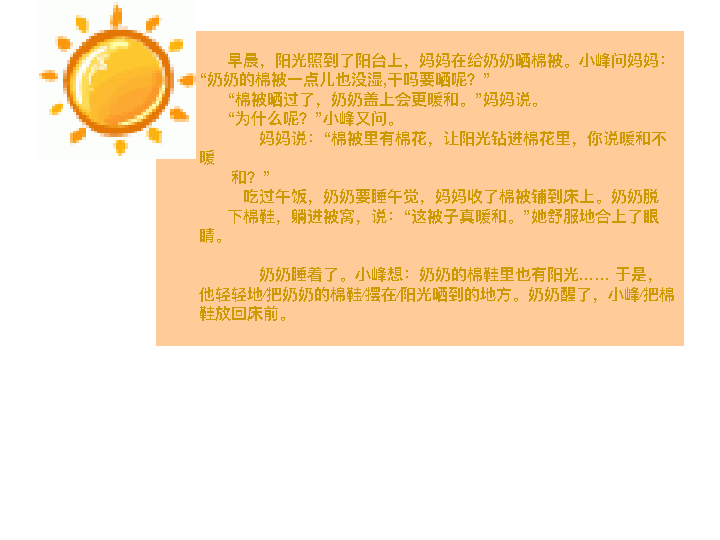 早晨，阳光照到了阳台上，妈妈在给奶奶晒棉被。小峰问妈妈：
“奶奶的棉被一点儿也没湿,干吗要晒呢？”
“棉被晒过了，奶奶盖上会更暖和。”妈妈说。
“为什么呢？”小峰又问。
妈妈说：“棉被里有棉花，让阳光钻进棉花里，你说暖和不
暖
和？”
吃过午饭，奶奶要睡午觉，妈妈收了棉被铺到床上。奶奶脱
下棉鞋，躺进被窝，说：“这被子真暖和。”她舒服地合上了眼
睛。
奶奶睡着了。小峰想：奶奶的棉鞋里也有阳光…… 于是，
他轻轻地∕把奶奶的棉鞋∕摆在∕阳光晒到的地方。奶奶醒了，小峰∕把棉
鞋放回床前。